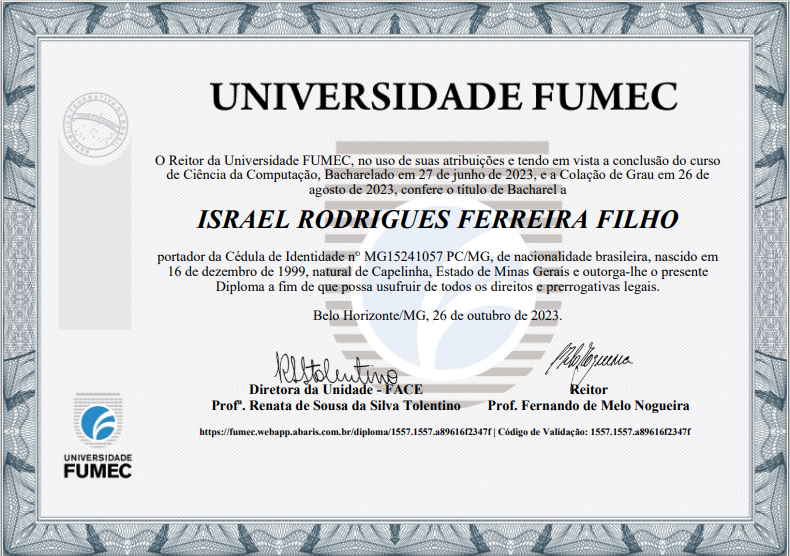 UNIVERSIDADE FUMEC
O Reitor da Universidade FUMEC, no uso de suas atribuições e tendo em vista a conclusão do curso
de Ciência da Computação, Bacharelado em 27 de junho de 2023, e a Colação de Grau em 26 de
agosto de 2023, confere o título de Bacharel a
ISRAEL RODRIGUES FERREIRA FILHO
portador da Cédula de Identidade nº MG15241057 PC/MG, de nacionalidade brasileira, nascido em
16 de dezembro de 1999, natural de Capelinha, Estado de Minas Gerais e outorga-lhe o presente
Diploma a fim de que possa usufruir de todos os direitos e prerrogativas legais.
Belo Horizonte/MG, 26 de outubro de 2023.
RSStolentino
Diretora da Unidade - FACE
Profª. Renata de Sousa da Silva Tolentino
Reitor
Prof. Fernando de Melo Nogueira
https://fumec.webapp.abaris.com.br/diploma/1557.1557.a89616f2347f | Código de Validação: 1557.1557.a89616f2347f
UNIVERSIDADE
FUMEC